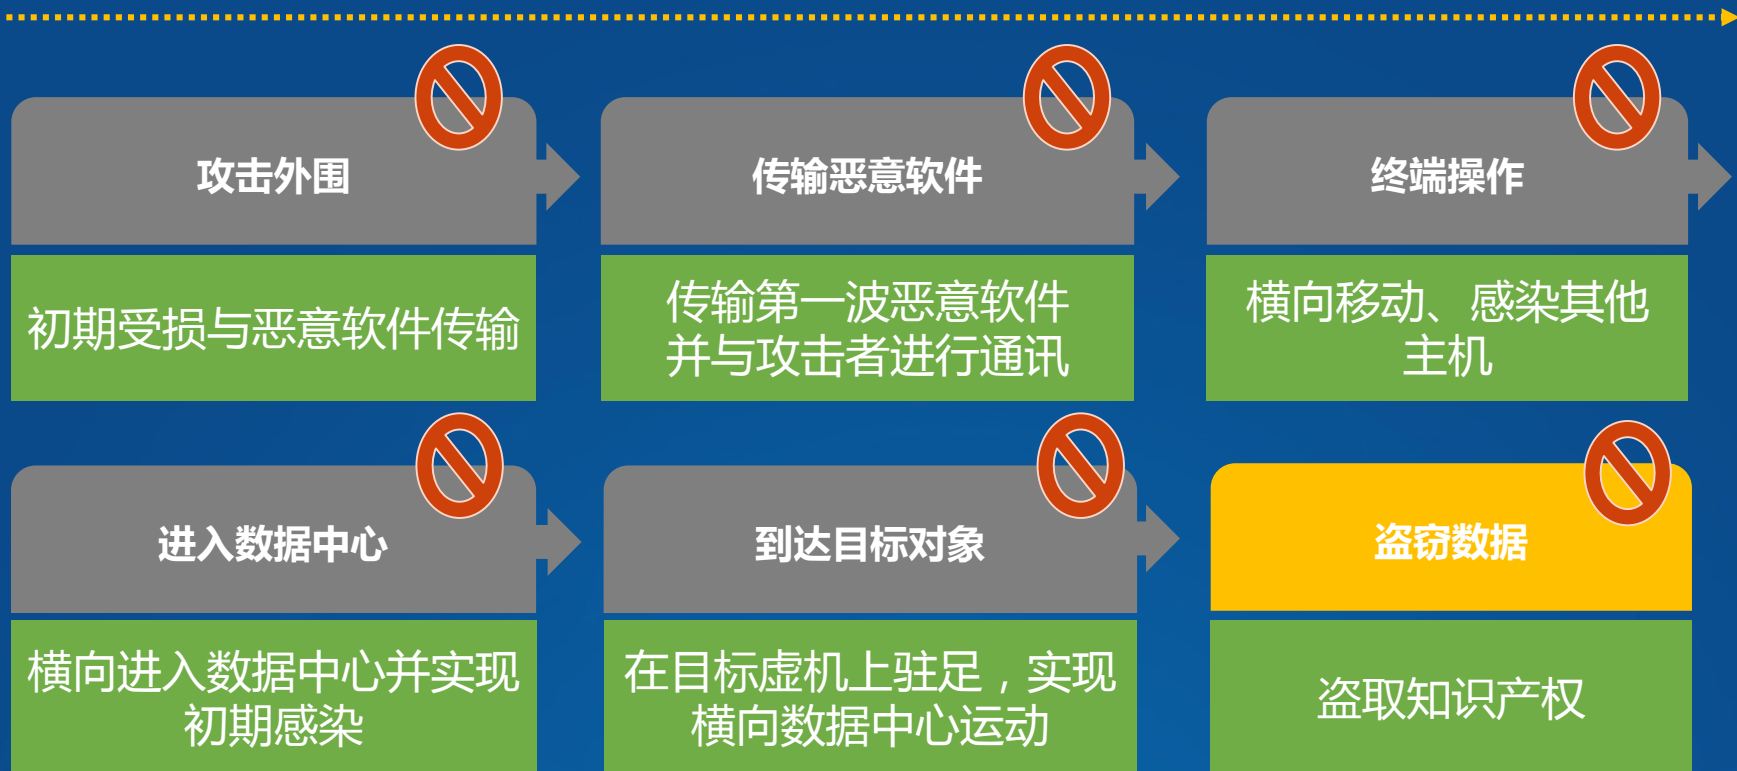 攻击外围
传输恶意软件
终端操作
初期受损与恶意软件传输
传输第一波恶意软件
并与攻击者进行通讯
横向移动、感染其他
主机
进入数据中心
到达目标对象
盗窃数据
横向进入数据中心并实现
初期感染
在目标虚机上驻足，实现
横向数据中心运动
盗取知识产权